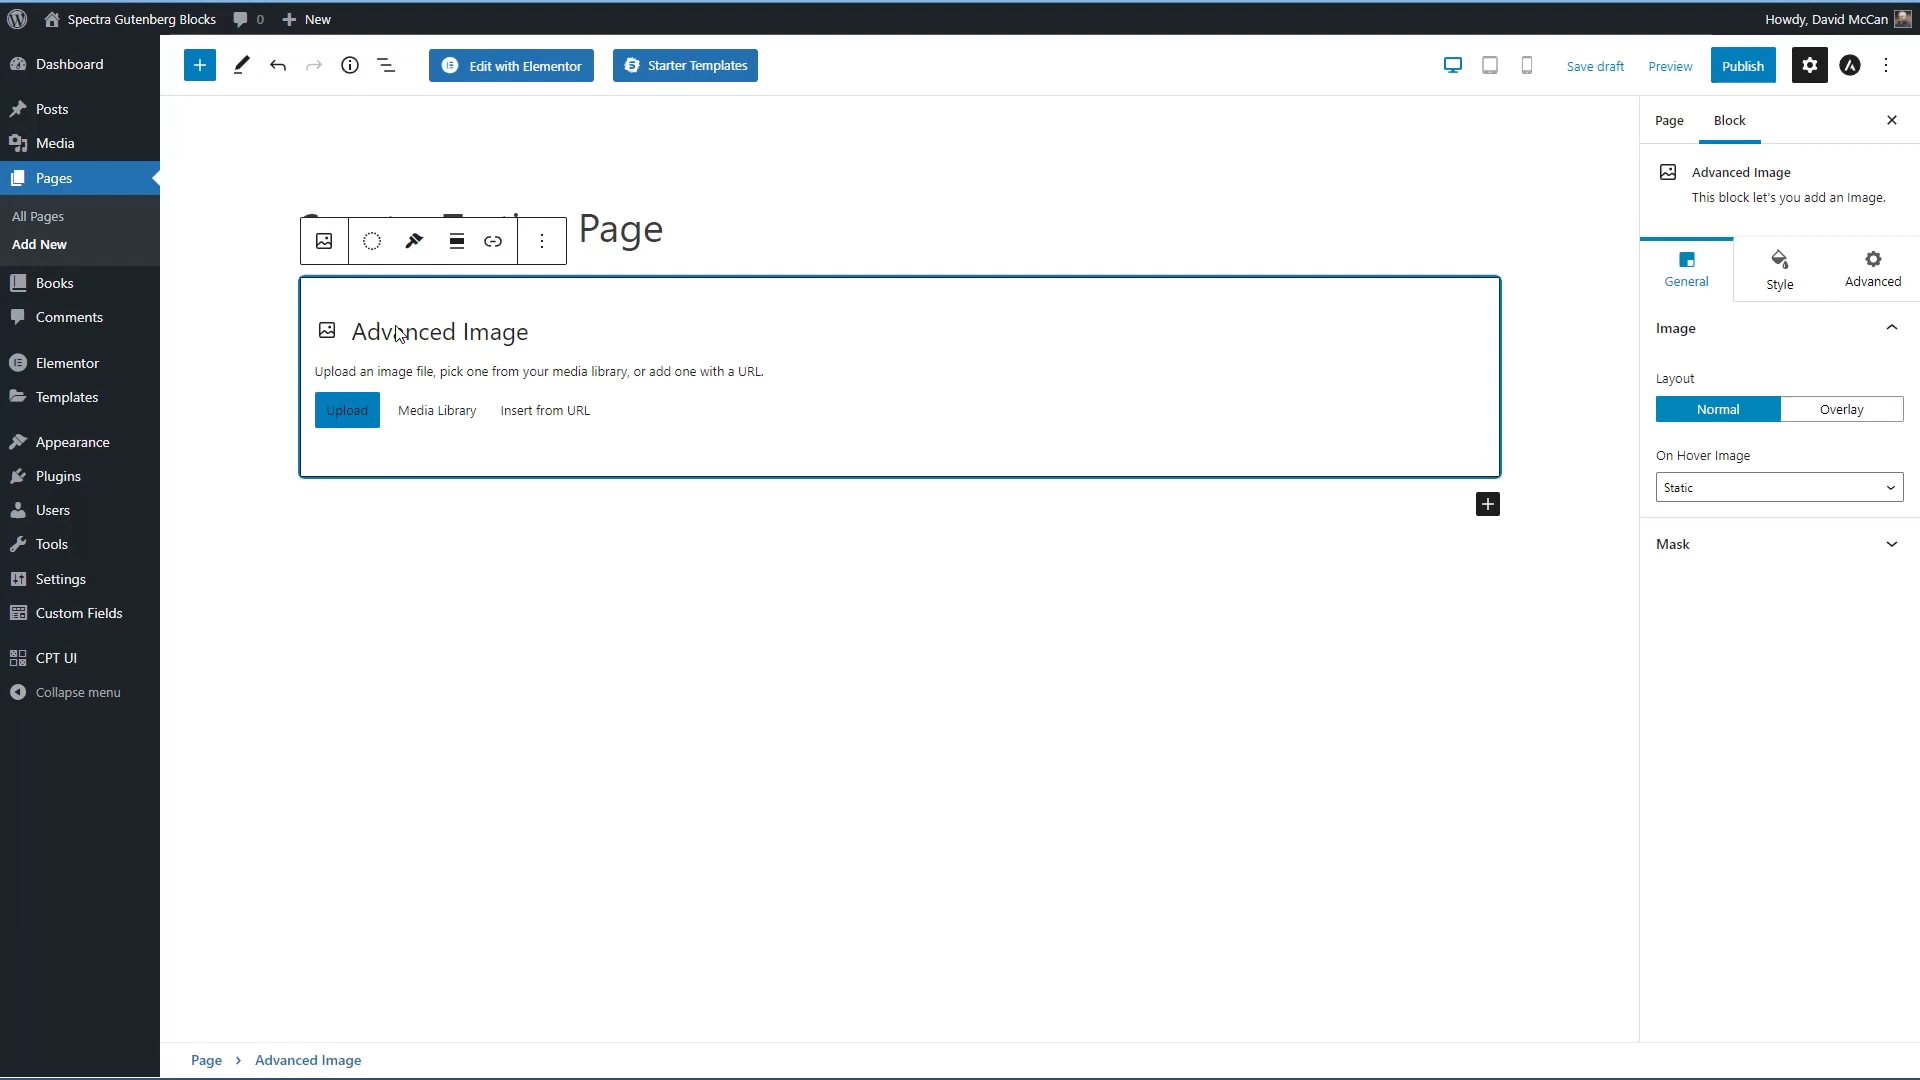 Spectra Gutenberg Blocks 0 New Howdy, David McCan
Dashboard
Posts
Media
Pages
All Pages
Add New
Books
Comments
Elementor
Templates
Appearance
Plugins
Users
Tools
Settings
Custom Fields
CPT UI
Collapse menu
Edit with Elementor Starter Templates Save draft Preview Publish
Page
Advanced Image
Upload an image file, pick one from your media library, or add one with a URL.
Upload Media Library Insert from URL
Page Block
Advanced Image
This block let's you add an Image.
General Style Advanced
Image
Layout
Normal Overlay
On Hover Image
Static
Mask
Page › Advanced Image